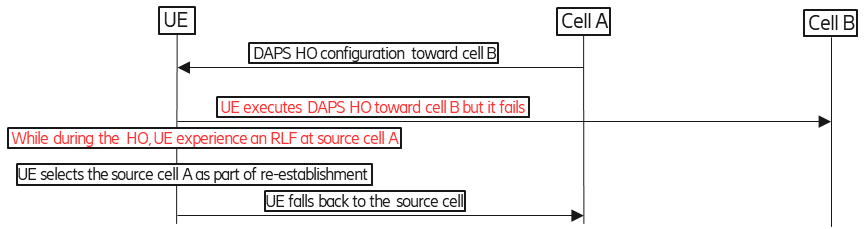 UE
Cell A
Cell B
DAPS HO configuration toward cell B
UE executes DAPS HO toward cell B but it fails
While during the HO, UE experience an RLF at source cell A
UE selects the source cell A as part of re-establishment
UE falls back to the source cell